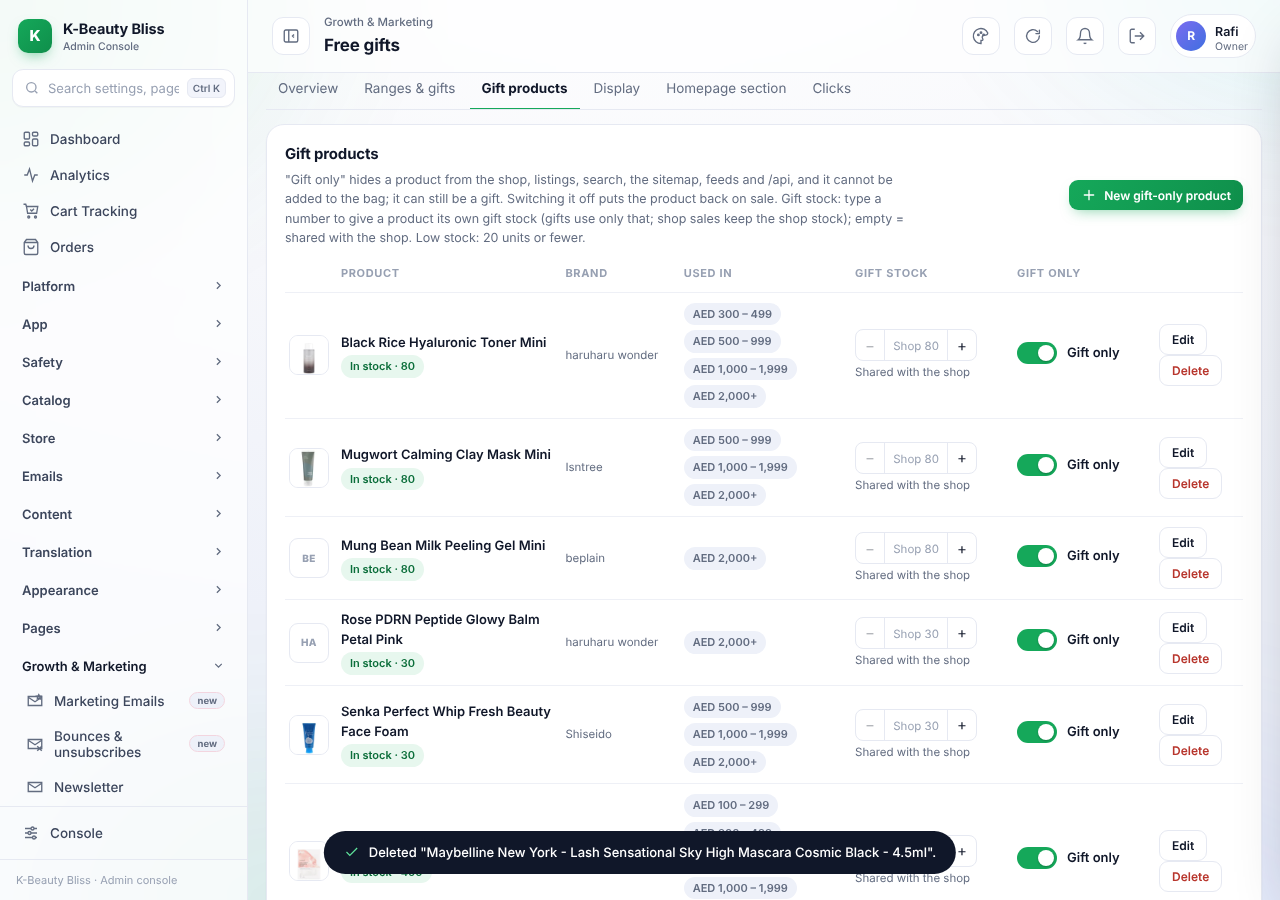 K
K-Beauty Bliss
Admin Console
Search settings, page
Ctrl K
Dashboard
Analytics
Cart Tracking
Orders
Platform
App
Safety
Catalog
Store
Emails
Content
Translation
Appearance
Pages
Growth & Marketing
Marketing Emails
new
Bounces &
unsubscribes
new
Newsletter
Console
K-Beauty Bliss · Admin console
Growth & Marketing
Free gifts
R
Rafi
Owner
Overview
Ranges & gifts
Gift products
Display
Homepage section
Clicks
Gift products
"Gift only" hides a product from the shop, listings, search, the sitemap, feeds and /api, and it cannot be
added to the bag; it can still be a gift. Switching it off puts the product back on sale. Gift stock: type a
number to give a product its own gift stock (gifts use only that; shop sales keep the shop stock); empty =
shared with the shop. Low stock: 20 units or fewer.
+ New gift-only product
PRODUCT
BRAND
USED IN
GIFT STOCK
GIFT ONLY
Black Rice Hyaluronic Toner Mini
In stock · 80
haruharu wonder
AED 300 – 499
AED 500 – 999
AED 1,000 – 1,999
AED 2,000+
− Shop 80 +
Shared with the shop
Gift only
Edit
Delete
Mugwort Calming Clay Mask Mini
In stock · 80
Isntree
AED 500 – 999
AED 1,000 – 1,999
AED 2,000+
− Shop 80 +
Shared with the shop
Gift only
Edit
Delete
BE
Mung Bean Milk Peeling Gel Mini
In stock · 80
beplain
AED 2,000+
− Shop 80 +
Shared with the shop
Gift only
Edit
Delete
HA
Rose PDRN Peptide Glowy Balm
Petal Pink
In stock · 30
haruharu wonder
AED 2,000+
− Shop 30 +
Shared with the shop
Gift only
Edit
Delete
Senka Perfect Whip Fresh Beauty
Face Foam
In stock · 30
Shiseido
AED 500 – 999
AED 1,000 – 1,999
AED 2,000+
− Shop 30 +
Shared with the shop
Gift only
Edit
Delete
AED 100 – 299
AED 1,000 – 1,999
+
Shared with the shop
Gift only
Edit
Delete
Deleted "Maybelline New York - Lash Sensational Sky High Mascara Cosmic Black - 4.5ml".